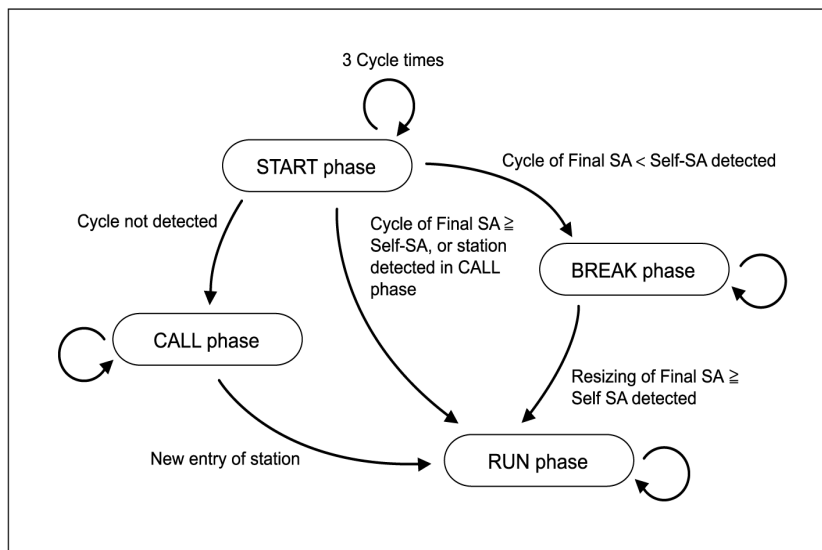 3 Cycle times
START phase
Cycle of Final SA < Self-SA detected
Cycle not detected
Cycle of Final SA ≧
Self-SA, or station
detected in CALL
phase
BREAK phase
CALL phase
Resizing of Final SA ≧
Self SA detected
New entry of station
RUN phase